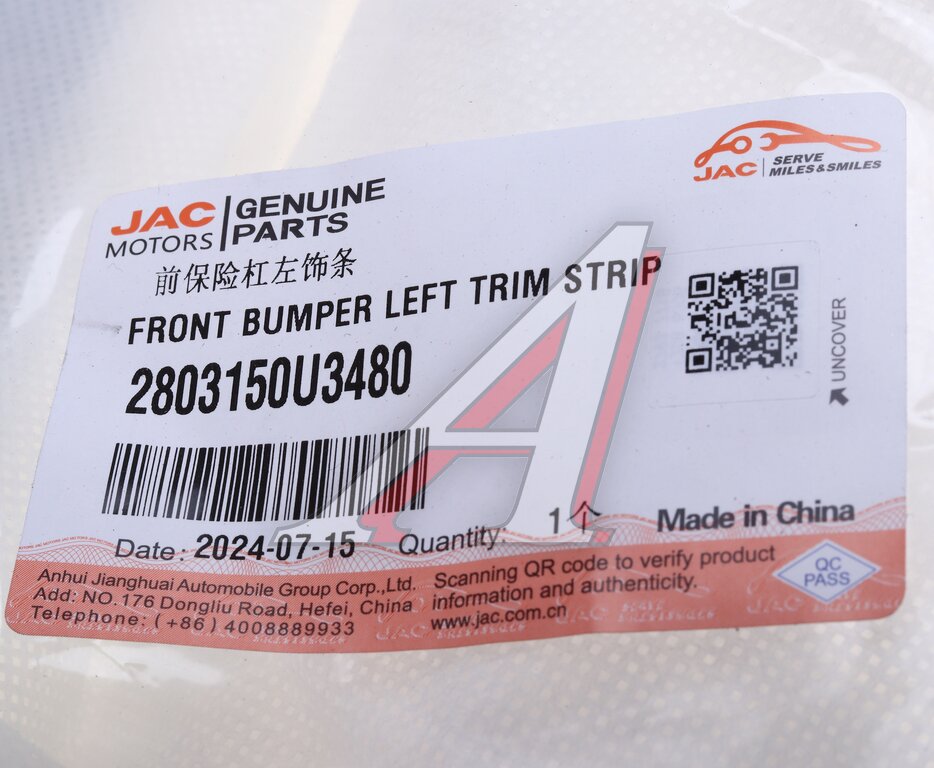 JAC MOTORS
GENUINE PARTS
JAC
SERVE
MILES&SMILES
前保险杠左饰条
FRONT BUMPER LEFT TRIM STRIP
2803150U3480
UNCOVER
Date: 2024-07-15
Quantity: 1个
Made in China
Anhui Jianghuai Automobile Group Corp.,Ltd.
Add: NO.176 Dongliu Road, Hefei, China
Telephone: (+86) 4008889933
Scanning QR code to verify product
information and authenticity.
www.jac.com.cn
QC
PASS